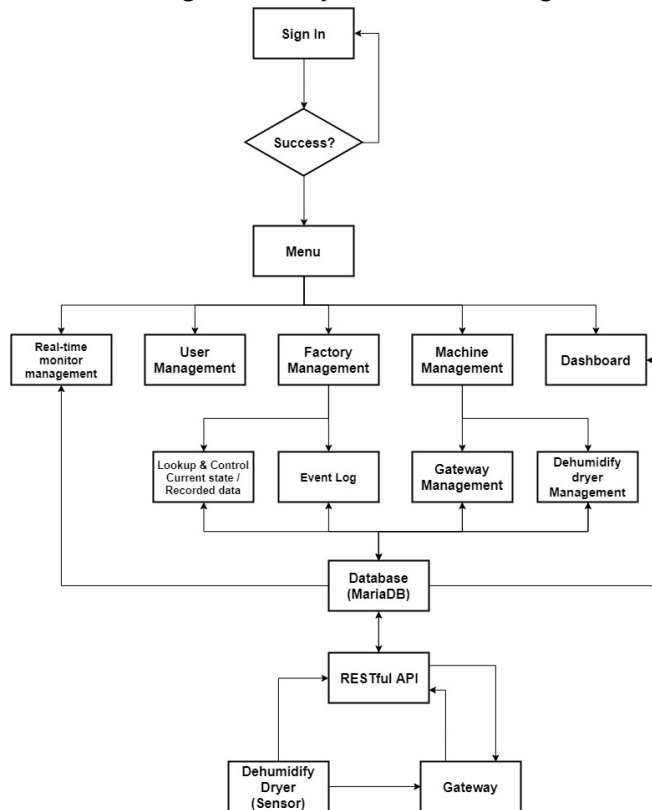 Sign In
Success?
Menu
Real-time
monitor
management
User
Management
Factory
Management
Machine
Management
Dashboard
Lookup & Control
Current state /
Recorded data
Event Log
Gateway
Management
Dehumidify
dryer
Management
Database
(MariaDB)
RESTful API
Dehumidify
Dryer
(Sensor)
Gateway